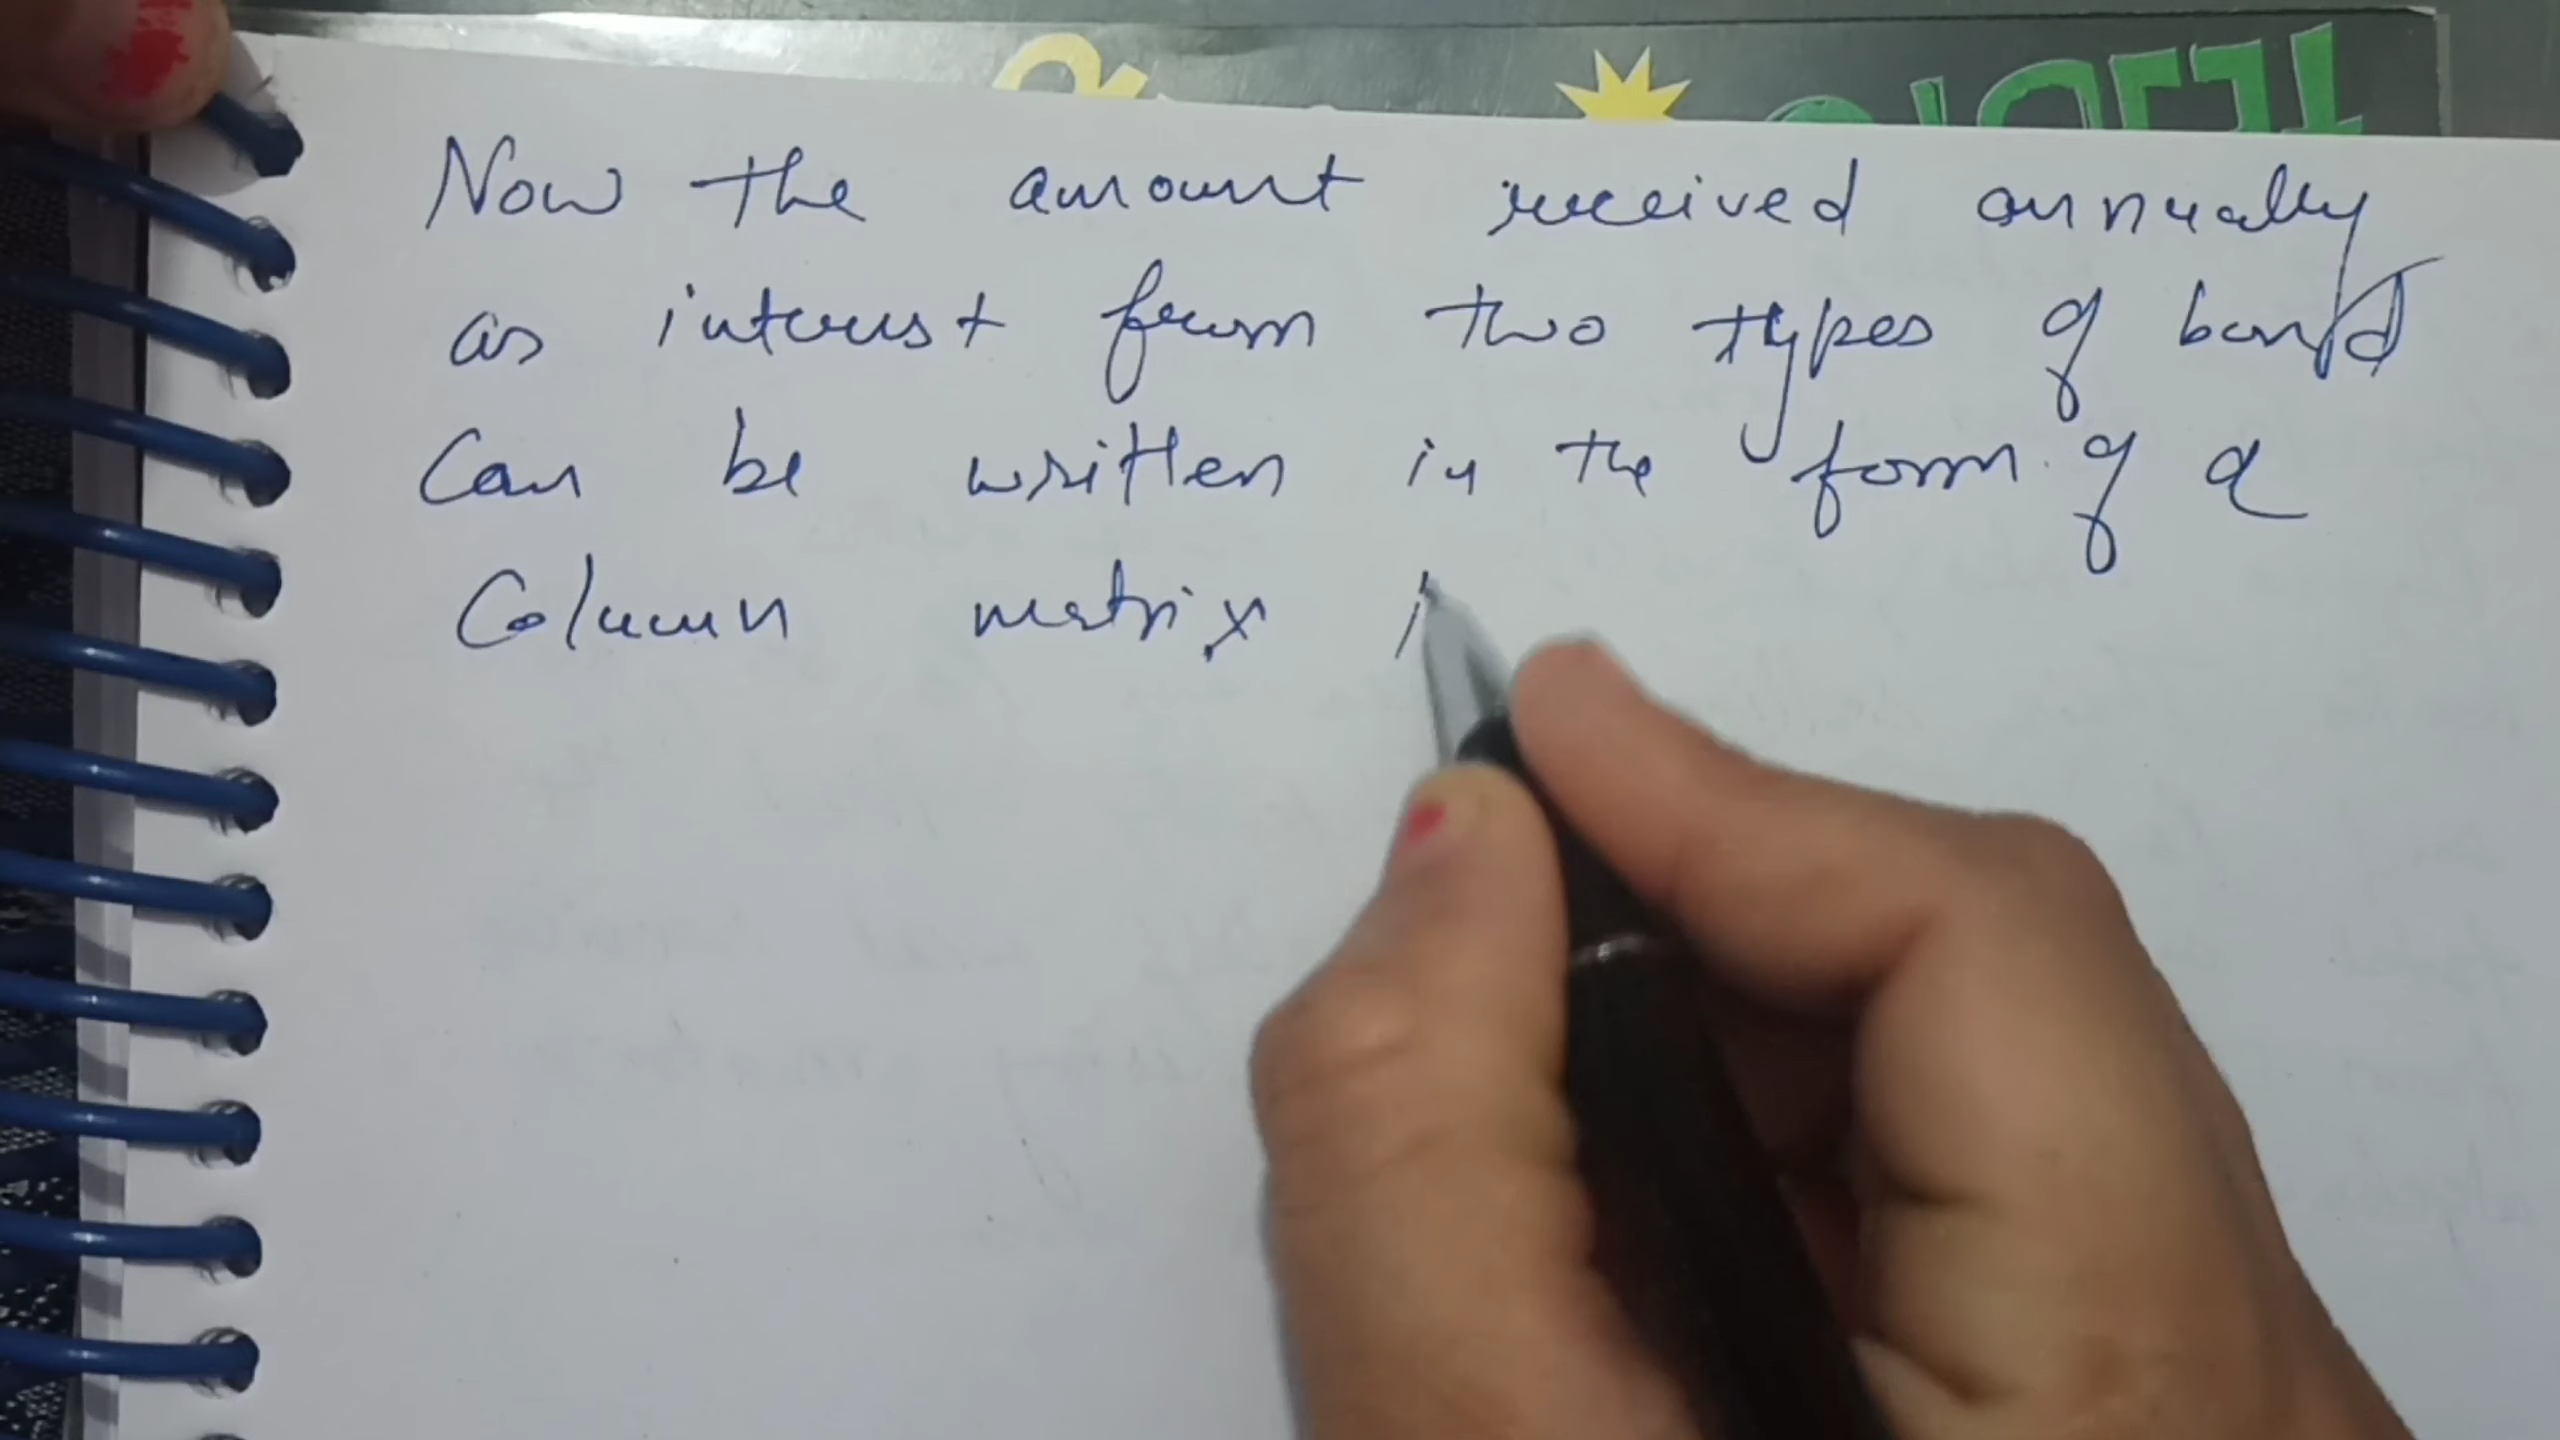 Now the amount received annually
as interest from two types of bond
Can be written in the form of a
Column matrix